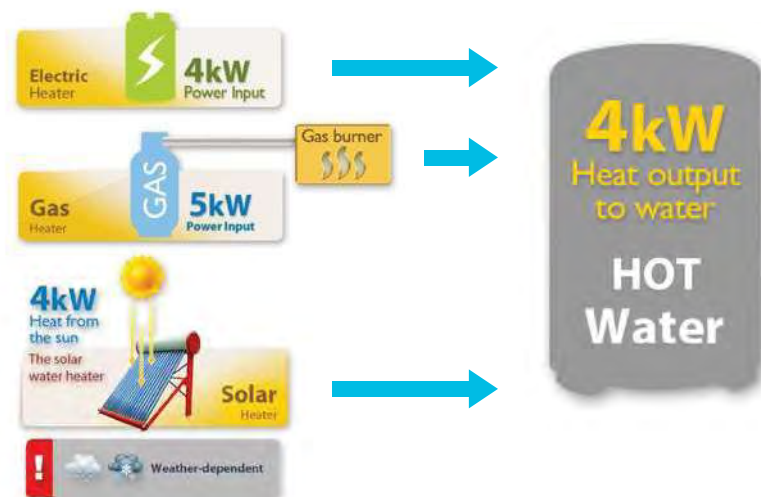 Electric
Heater
4kW
Power Input
Gas burner
GAS
Gas
Heater
5kW
Power Input
4kW
Heat from
the sun
The solar
water heater
Solar
Heater
!
Weather-dependent
4kW
Heat output
to water
HOT
Water